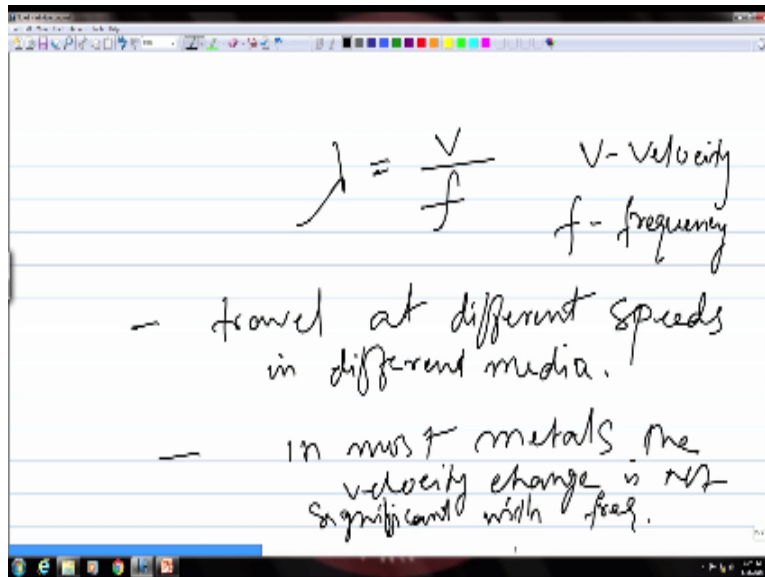 λ = v/f V - Velocity
f - frequency
- travel at different speeds
in different media.
- in most metals the
velocity change is not
significant with freq.